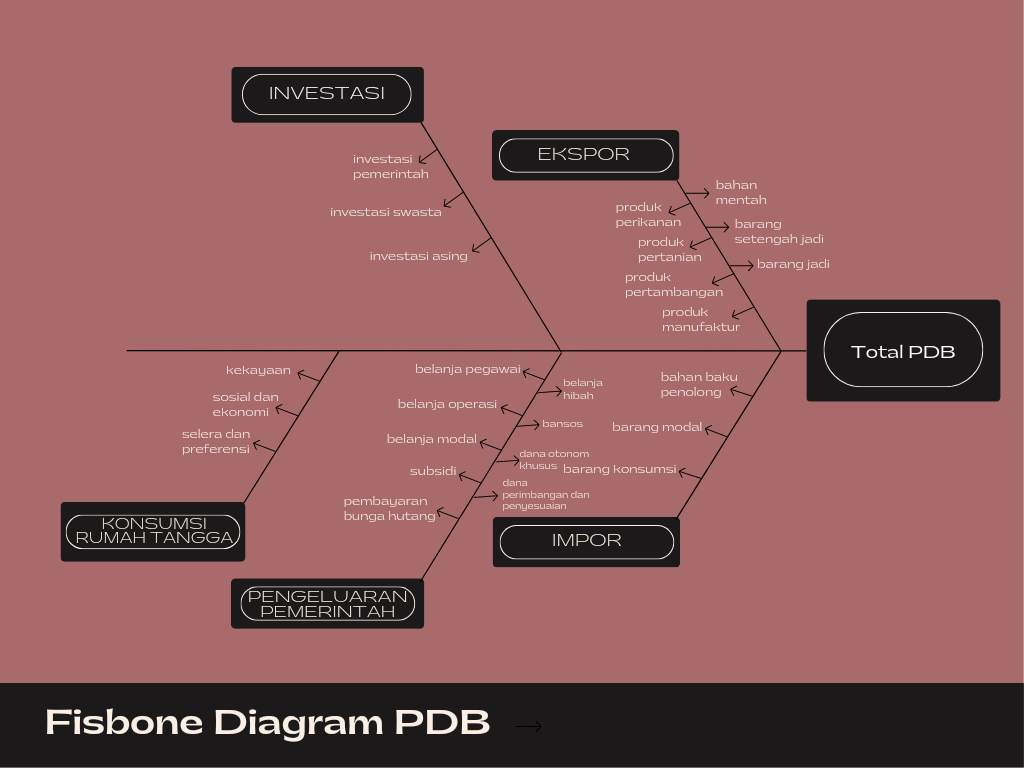 INVESTASI
investasi
pemerintah
investasi swasta
investasi asing
EKSPOR
bahan
mentah
produk
perikanan
barang
setengah jadi
produk
pertanian
barang jadi
produk
pertambangan
produk
manufaktur
Total PDB
kekayaan
sosial dan
ekonomi
selera dan
preferensi
KONSUMSI
RUMAH TANGGA
belanja pegawai
belanja
hibah
belanja operasi
bansos
belanja modal
dana otonom
khusus
subsidi
dana
perimbangan dan
penyesuaian
pembayaran
bunga hutang
PENGELUARAN
PEMERINTAH
bahan baku
penolong
barang modal
barang konsumsi
IMPOR
Fisbone Diagram PDB